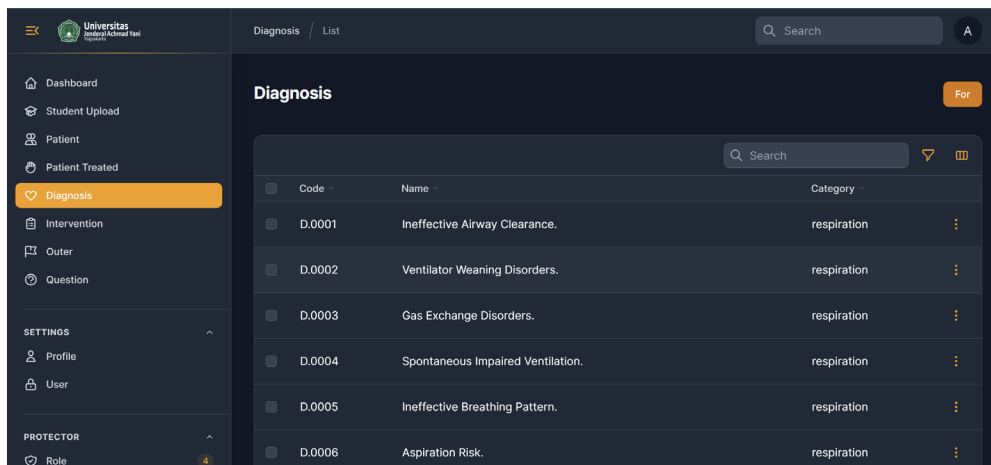 Universitas
Jenderal Achmad Yani
Yogyakarta
Diagnosis / List
Search
A
Dashboard
Student Upload
Patient
Patient Treated
Diagnosis
Intervention
Outer
Question
SETTINGS
Profile
User
PROTECTOR
Role 4
Diagnosis
For
Search
Code Name Category
D.0001 Ineffective Airway Clearance. respiration
D.0002 Ventilator Weaning Disorders. respiration
D.0003 Gas Exchange Disorders. respiration
D.0004 Spontaneous Impaired Ventilation. respiration
D.0005 Ineffective Breathing Pattern. respiration
D.0006 Aspiration Risk. respiration